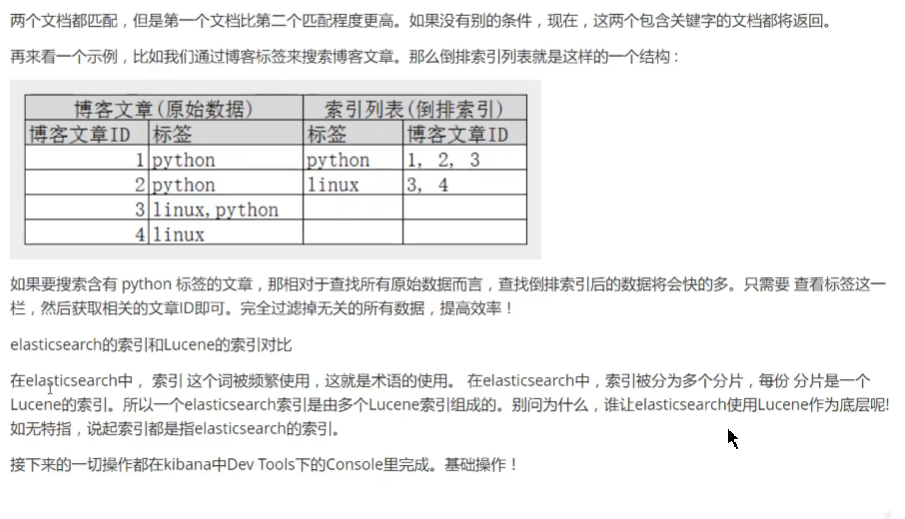 两个文档都匹配，但是第一个文档比第二个匹配程度更高。如果没有别的条件，现在，这两个包含关键字的文档都将返回。
再来看一个示例，比如我们通过博客标签来搜索博客文章。那么倒排索引列表就是这样的一个结构：
博客文章(原始数据) 索引列表(倒排索引)
博客文章ID 标签 标签 博客文章ID
1 python python 1, 2, 3
2 python linux 3, 4
3 linux,python
4 linux
如果要搜索含有 python 标签的文章，那相对于查找所有原始数据而言，查找倒排索引后的数据将会快的多。只需要 查看标签这一
栏，然后获取相关的文章ID即可。完全过滤掉无关的所有数据，提高效率！
elasticsearch的索引和Lucene的索引对比
在elasticsearch中， 索引 这个词被频繁使用，这就是术语的使用。 在elasticsearch中，索引被分为多个分片，每份 分片是一个
Lucene的索引。所以一个elasticsearch索引是由多个Lucene索引组成的。别问为什么，谁让elasticsearch使用Lucene作为底层呢!
如无特指，说起索引都是指elasticsearch的索引。
接下来的一切操作都在kibana中Dev Tools下的Console里完成。基础操作！